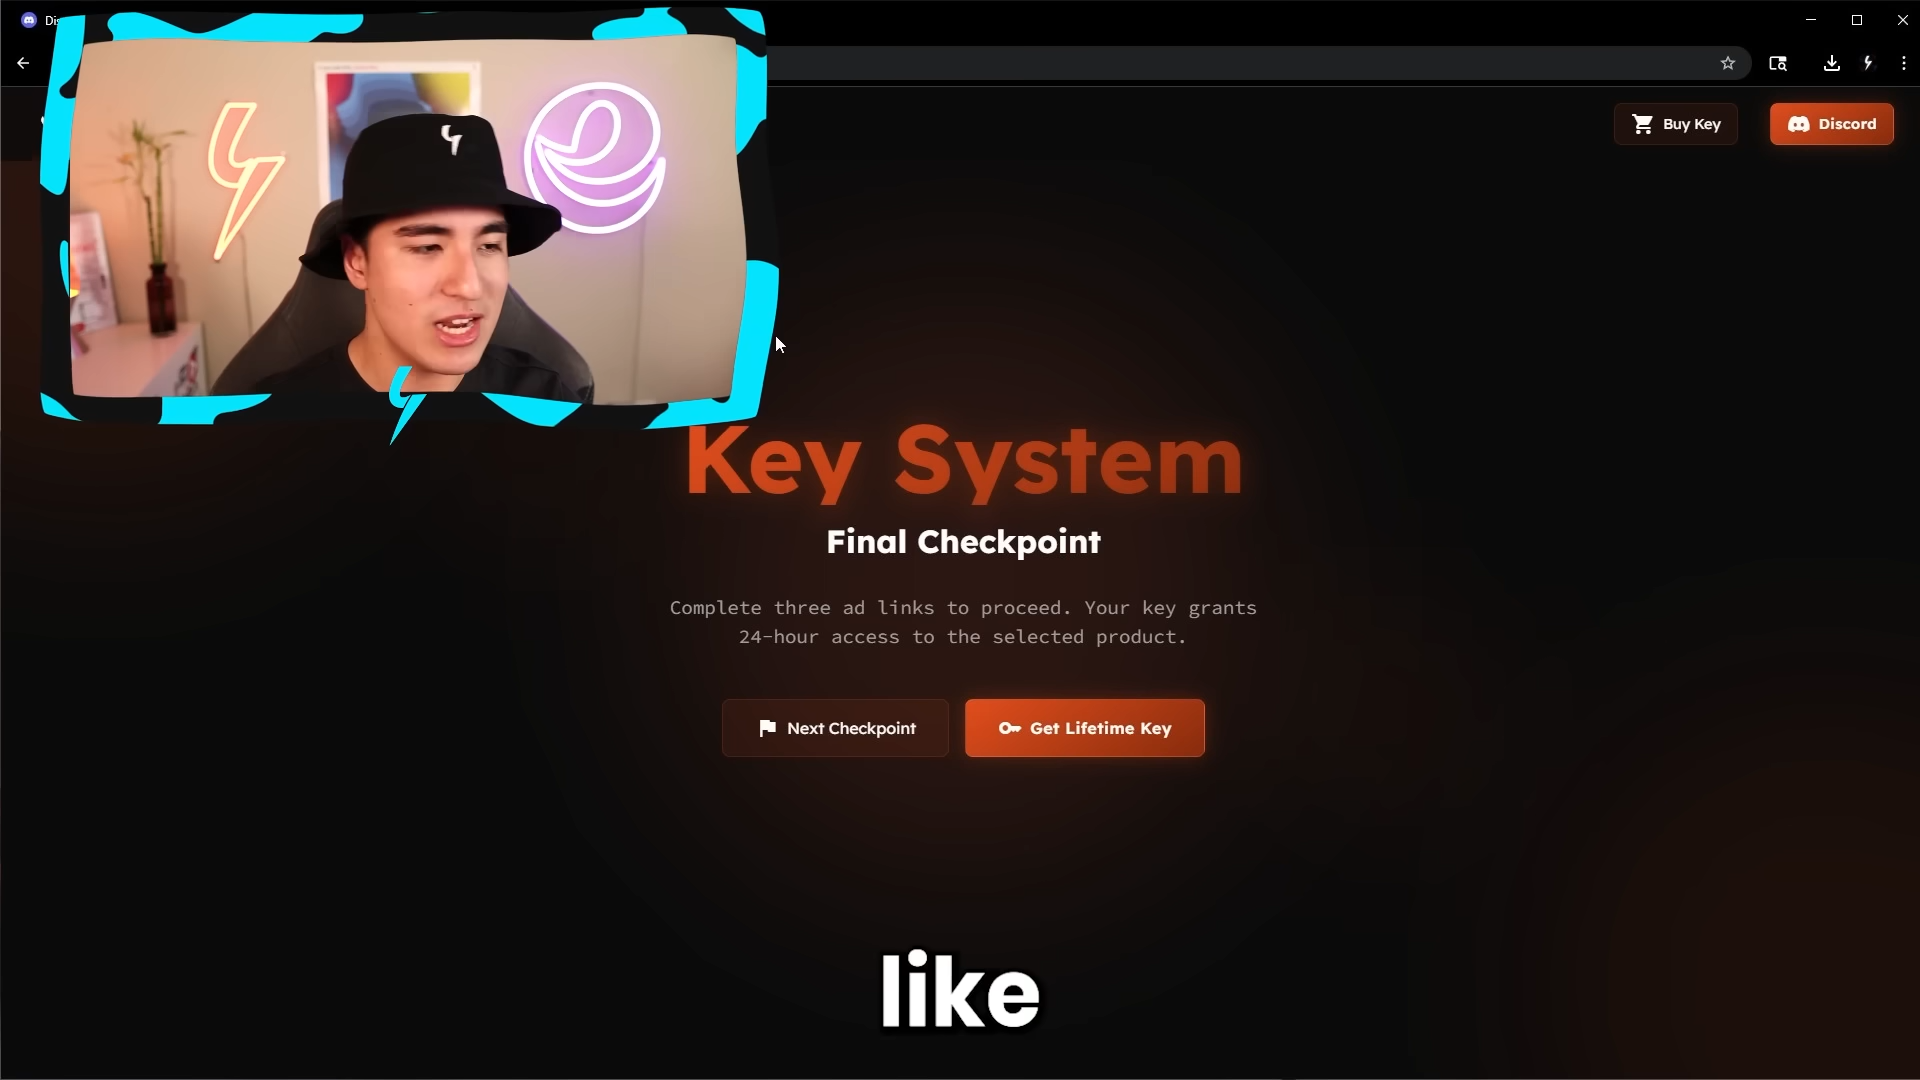 Dis
Buy Key
Discord
Key System
Final Checkpoint
Complete three ad links to proceed. Your key grants
24-hour access to the selected product.
Next Checkpoint
Get Lifetime Key
like